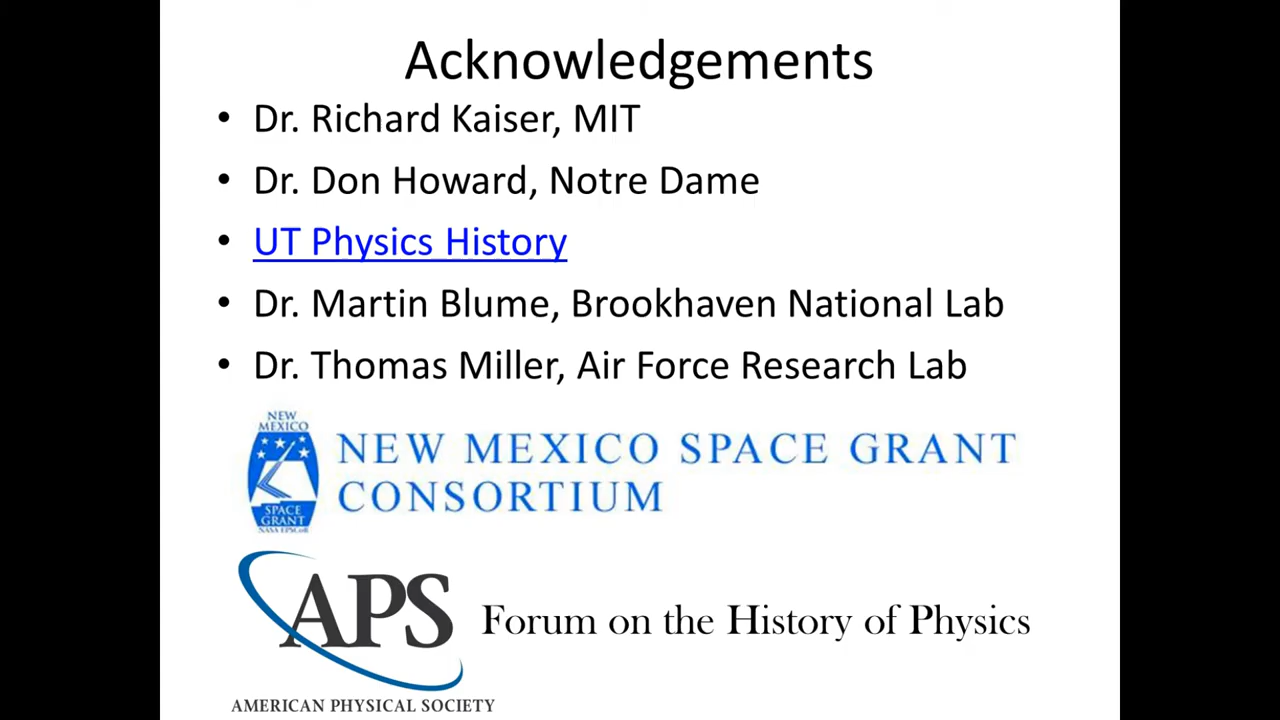 Acknowledgements
• Dr. Richard Kaiser, MIT
• Dr. Don Howard, Notre Dame
• UT Physics History
• Dr. Martin Blume, Brookhaven National Lab
• Dr. Thomas Miller, Air Force Research Lab
NEW
MEXICO
SPACE
GRANT
NASA EPSCoR
NEW MEXICO SPACE GRANT
CONSORTIUM
APS
Forum on the History of Physics
AMERICAN PHYSICAL SOCIETY